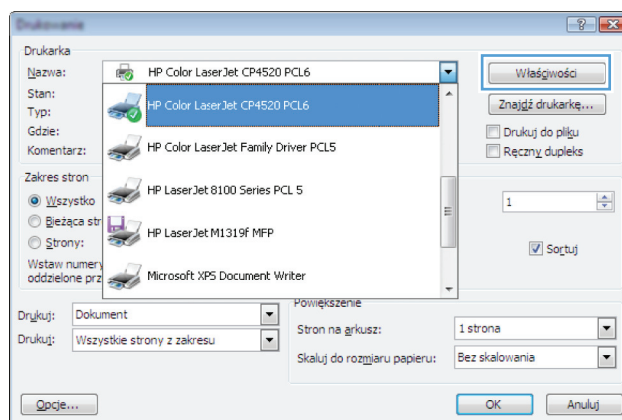 Drukowanie
Drukarka
Nazwa: HP Color LaserJet CP4520 PCL6 Właściwości
Stan: HP Color LaserJet CP4520 PCL6 Znajdź drukarkę...
Typ:
Gdzie: Drukuj do pliku
Komentarz: HP Color LaserJet Family Driver PCL5 Ręczny dupleks
Zakres stron
Wszystko HP LaserJet 8100 Series PCL 5 1
Bieżąca str
Strony: HP LaserJet M1319f MFP Sortuj
Wstaw numery
oddzielone prz Microsoft XPS Document Writer
Drukuj: Dokument Powiększenie
Drukuj: Wszystkie strony z zakresu Stron na arkusz: 1 strona
Skaluj do rozmiaru papieru: Bez skalowania
Opcje... OK Anuluj